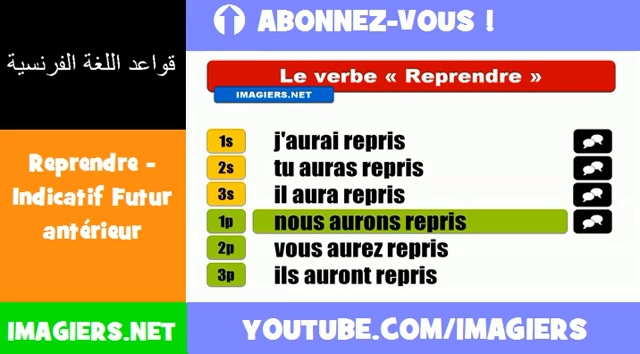 ABONNEZ-VOUS !
قواعد اللغة الفرنسية
Reprendre -
Indicatif Futur
antérieur
IMAGIERS.NET
Le verbe « Reprendre »
IMAGIERS.NET
1s j'aurai repris
2s tu auras repris
3s il aura repris
1p nous aurons repris
2p vous aurez repris
3p ils auront repris
YOUTUBE.COM/IMAGIERS